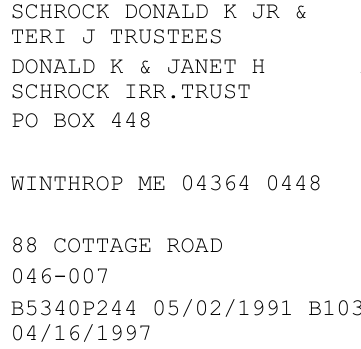 SCHROCK DONALD K JR &
TERI J TRUSTEES
DONALD K & JANET H
SCHROCK IRR.TRUST
PO BOX 448
WINTHROP ME 04364 0448
88 COTTAGE ROAD
046-007
B5340P244 05/02/1991 B103
04/16/1997